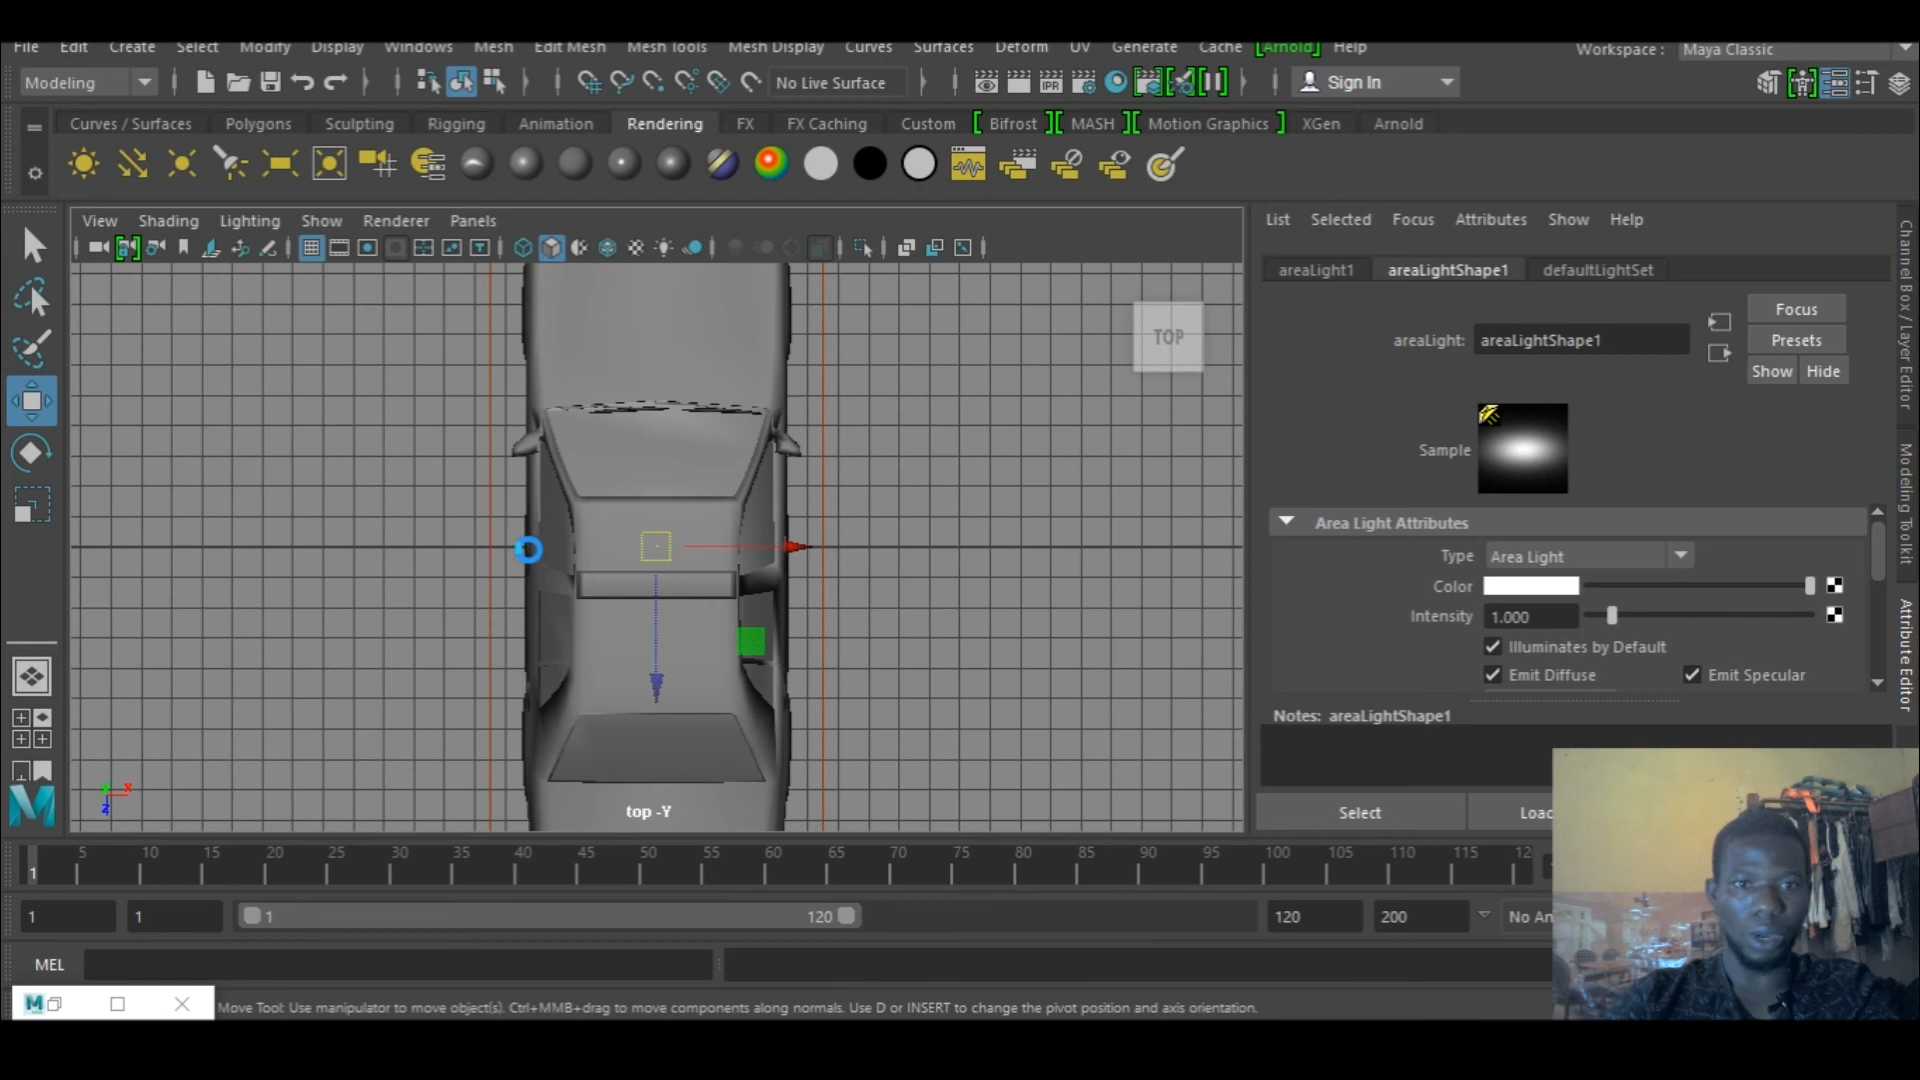 File Edit Create Select Modify Display Windows Mesh Edit Mesh Mesh Tools Mesh Display Curves Surfaces Deform UV Generate Cache [Arnold] Help Workspace : Maya Classic
Modeling No Live Surface IPR Sign In
Curves / Surfaces Polygons Sculpting Rigging Animation Rendering FX FX Caching Custom [ Bifrost ][ MASH ][ Motion Graphics ] XGen Arnold
View Shading Lighting Show Renderer Panels
List Selected Focus Attributes Show Help
areaLight1 areaLightShape1 defaultLightSet
areaLight: areaLightShape1
Focus
Presets
Show Hide
TOP
Sample
Area Light Attributes
Type Area Light
Color
Intensity 1.000
Illuminates by Default
Emit Diffuse Emit Specular
Notes: areaLightShape1
Select Load
Channel Box / Layer Editor
Modeling Toolkit
Attribute Editor
x
z
top -Y
5 10 15 20 25 30 35 40 45 50 55 60 65 70 75 80 85 90 95 100 105 110 115 12
1
1 1 1 120 120 200 No An
MEL
M Move Tool: Use manipulator to move object(s). Ctrl+MMB+drag to move components along normals. Use D or INSERT to change the pivot position and axis orientation.